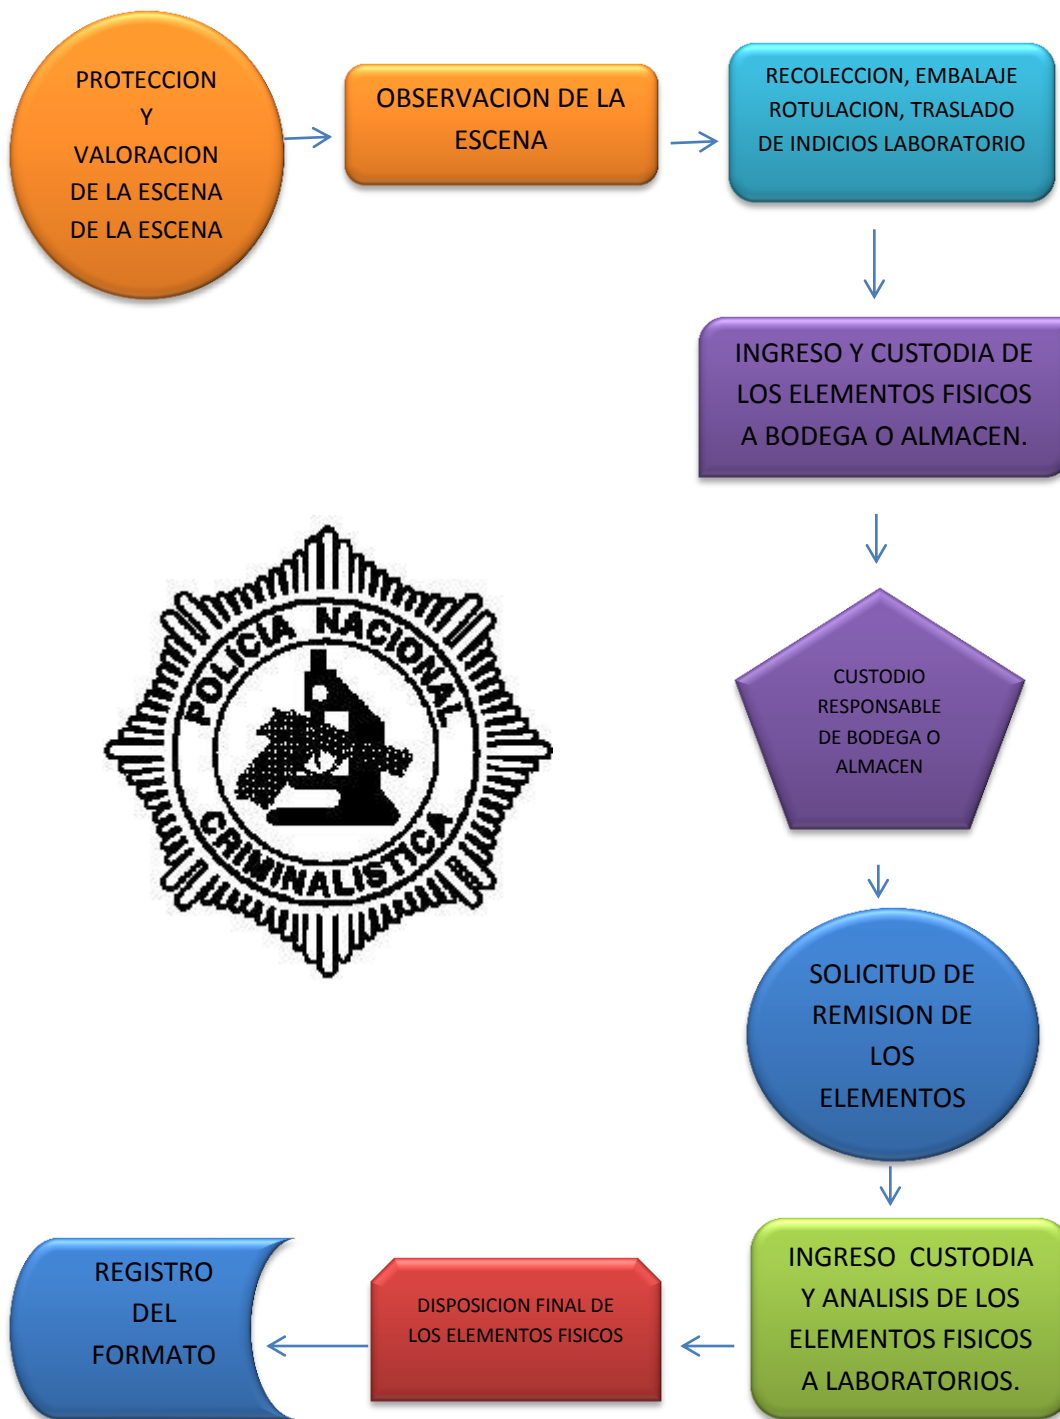 PROTECCION
Y
VALORACION
DE LA ESCENA
DE LA ESCENA
OBSERVACION DE LA
ESCENA
RECOLECCION, EMBALAJE
ROTULACION, TRASLADO
DE INDICIOS LABORATORIO
INGRESO Y CUSTODIA DE
LOS ELEMENTOS FISICOS
A BODEGA O ALMACEN.
POLICIA NACIONAL
CRIMINALISTICA
CUSTODIO
RESPONSABLE
DE BODEGA O
ALMACEN
SOLICITUD DE
REMISION DE
LOS
ELEMENTOS
INGRESO CUSTODIA
Y ANALISIS DE LOS
ELEMENTOS FISICOS
A LABORATORIOS.
DISPOSICION FINAL DE
LOS ELEMENTOS FISICOS
REGISTRO
DEL
FORMATO